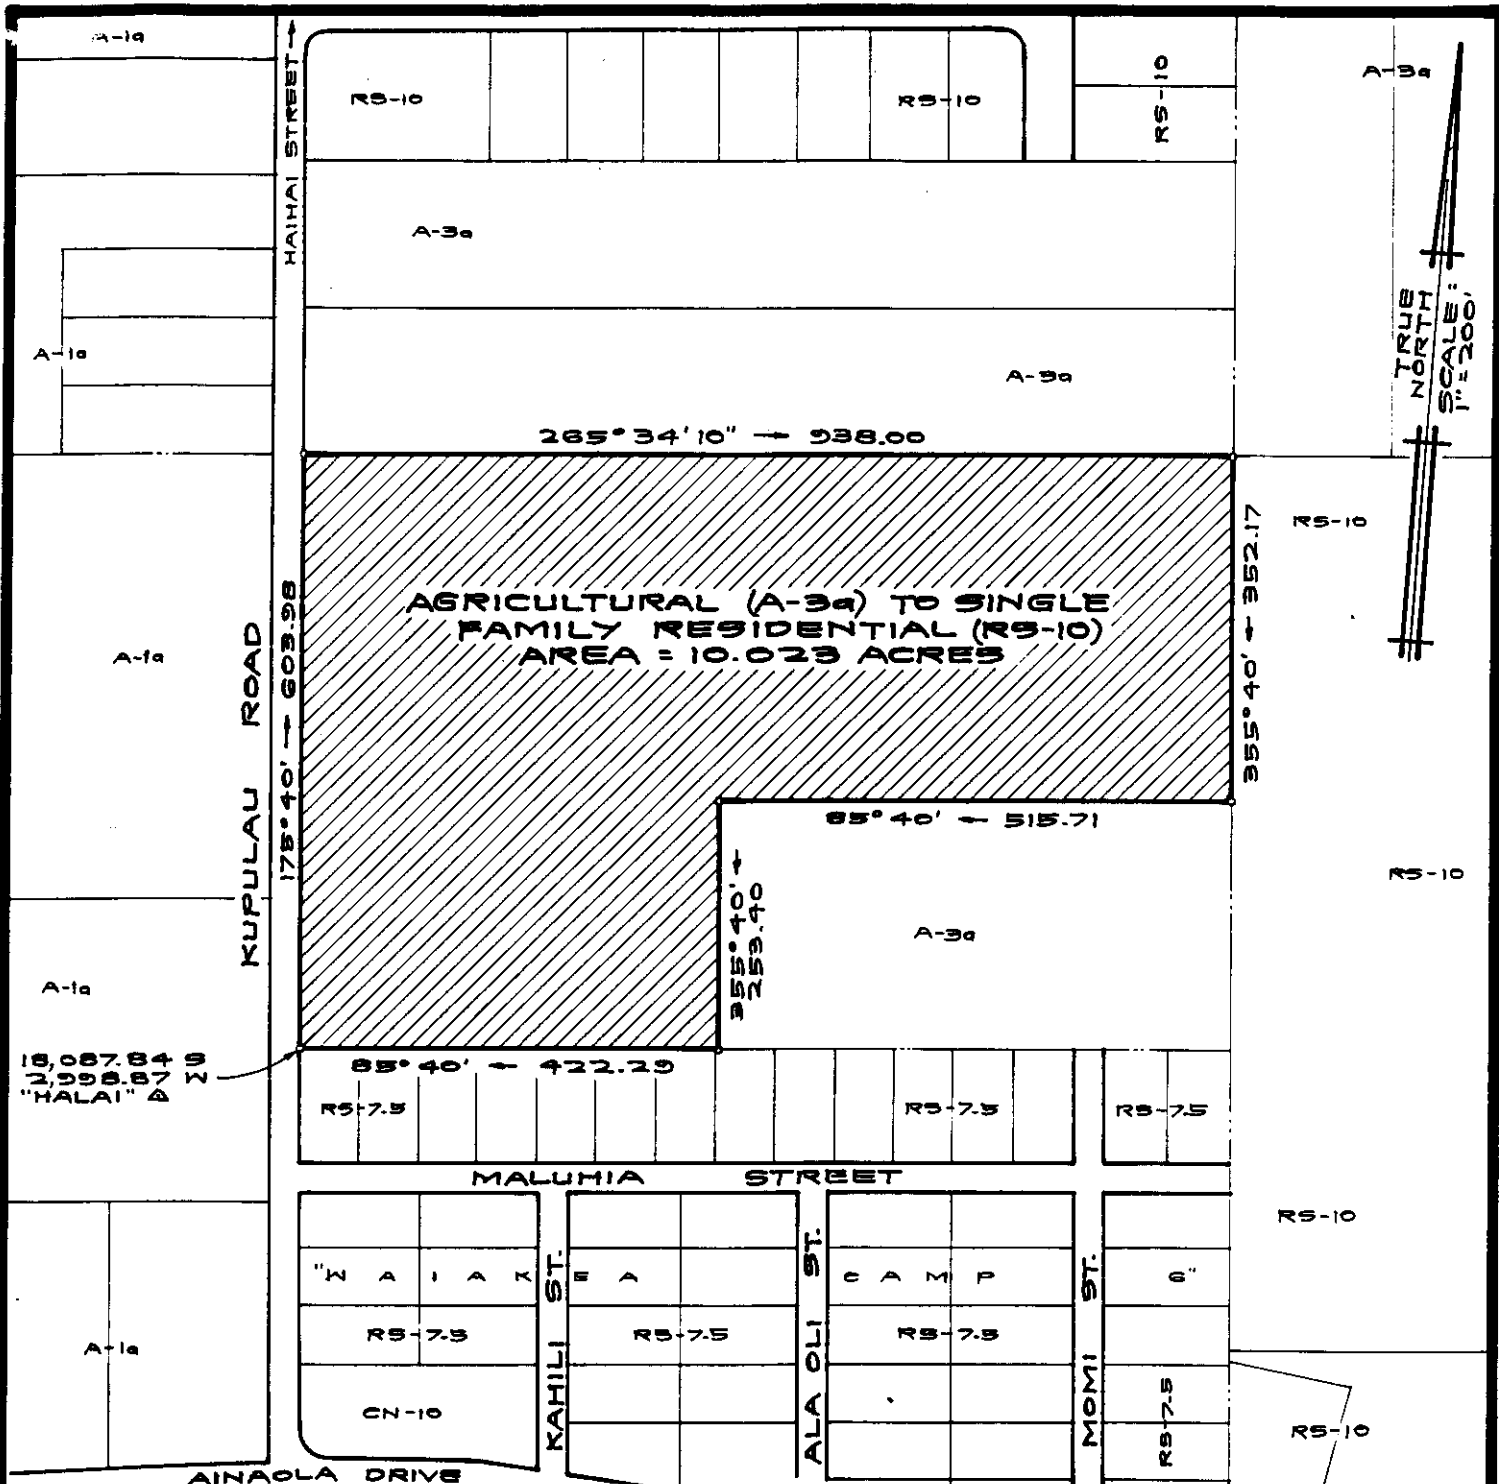 A-1a
HAIHAI STREET →
RS-10
RS-10
RS-10
A-3a
A-3a
A-1a
A-3a
TRUE
NORTH
SCALE :
1"=200'
265° 34' 10" → 938.00
RS-10
AGRICULTURAL (A-3a) TO SINGLE
FAMILY RESIDENTIAL (RS-10)
AREA = 10.023 ACRES
355° 40' ← 352.17
A-1a
KUPULAU ROAD
175° 40' → 603.98
85° 40' ← 515.71
RS-10
355° 40' ←
253.40
A-3a
A-1a
18,087.84 S
2,998.87 W
"HALAI" △
85° 40' ← 422.29
RS-7.5
RS-7.5
RS-7.5
MALUHIA STREET
RS-10
"WAIAKEA CAMP 6"
KAHILI ST.
ALA OLI ST.
MOMI ST.
RS-7.5
RS-7.5
RS-7.5
A-1a
CN-10
RS-7.5
RS-10
AINAOLA DRIVE